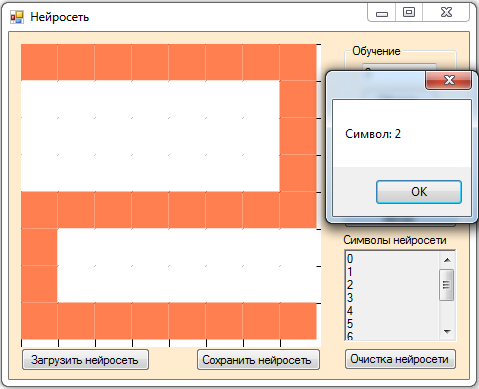 Нейросеть
Обучение
Символ: 2
OK
Символы нейросети
0
1
2
3
4
5
6
Загрузить нейросеть
Сохранить нейросеть
Очистка нейросети